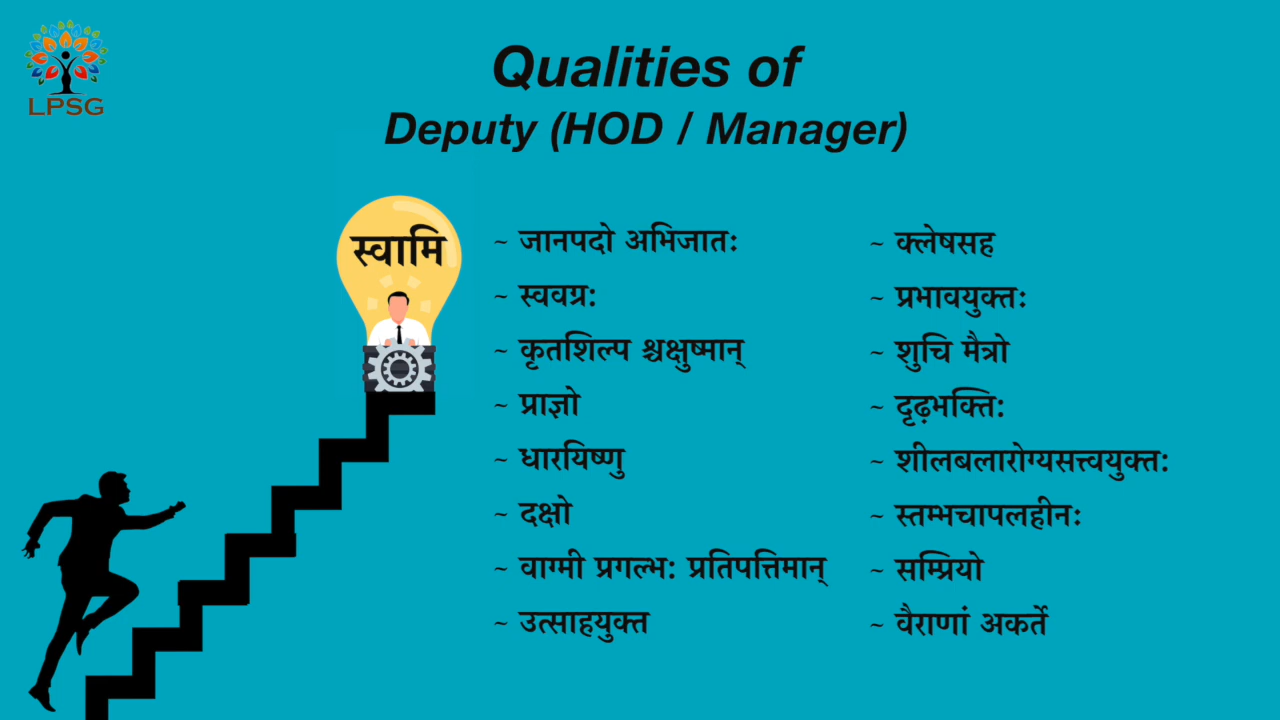 LPSG
Qualities of
Deputy (HOD / Manager)
स्वामि
~ जानपदो अभिजातः
~ स्ववग्रः
~ कृतशिल्प श्चक्षुष्मान्
~ प्राज्ञो
~ धारयिष्णु
~ दक्षो
~ वाग्मी प्रगल्भः प्रतिपत्तिमान्
~ उत्साहयुक्त
~ क्लेषसह
~ प्रभावयुक्तः
~ शुचि मैत्रो
~ दृढ़भक्तिः
~ शीलबलारोग्यसत्त्वयुक्तः
~ स्तम्भचापलहीनः
~ सम्प्रियो
~ वैराणां अकर्ते